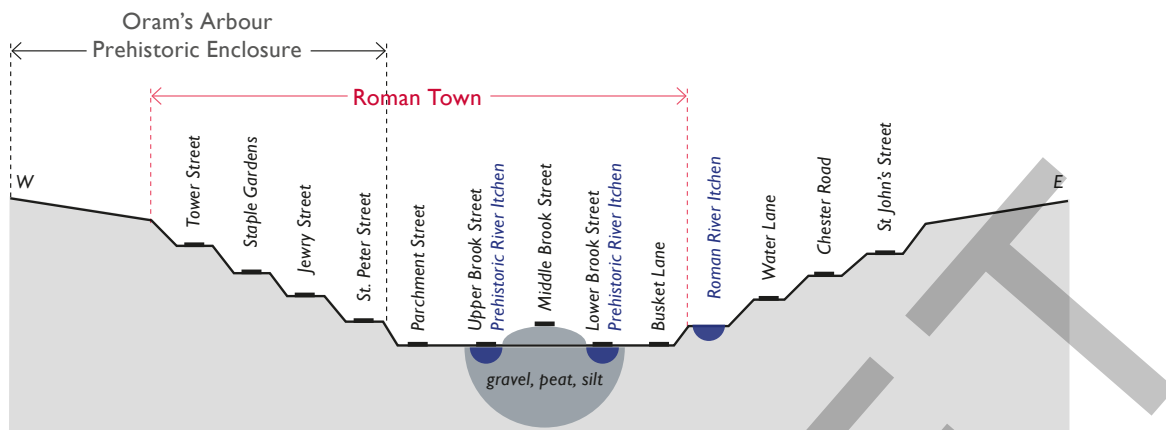 Oram's Arbour
Prehistoric Enclosure
Roman Town
W
E
Tower Street
Staple Gardens
Jewry Street
St. Peter Street
Parchment Street
Upper Brook Street
Prehistoric River Itchen
Middle Brook Street
Lower Brook Street
Prehistoric River Itchen
Busket Lane
Roman River Itchen
Water Lane
Chester Road
St John's Street
gravel, peat, silt